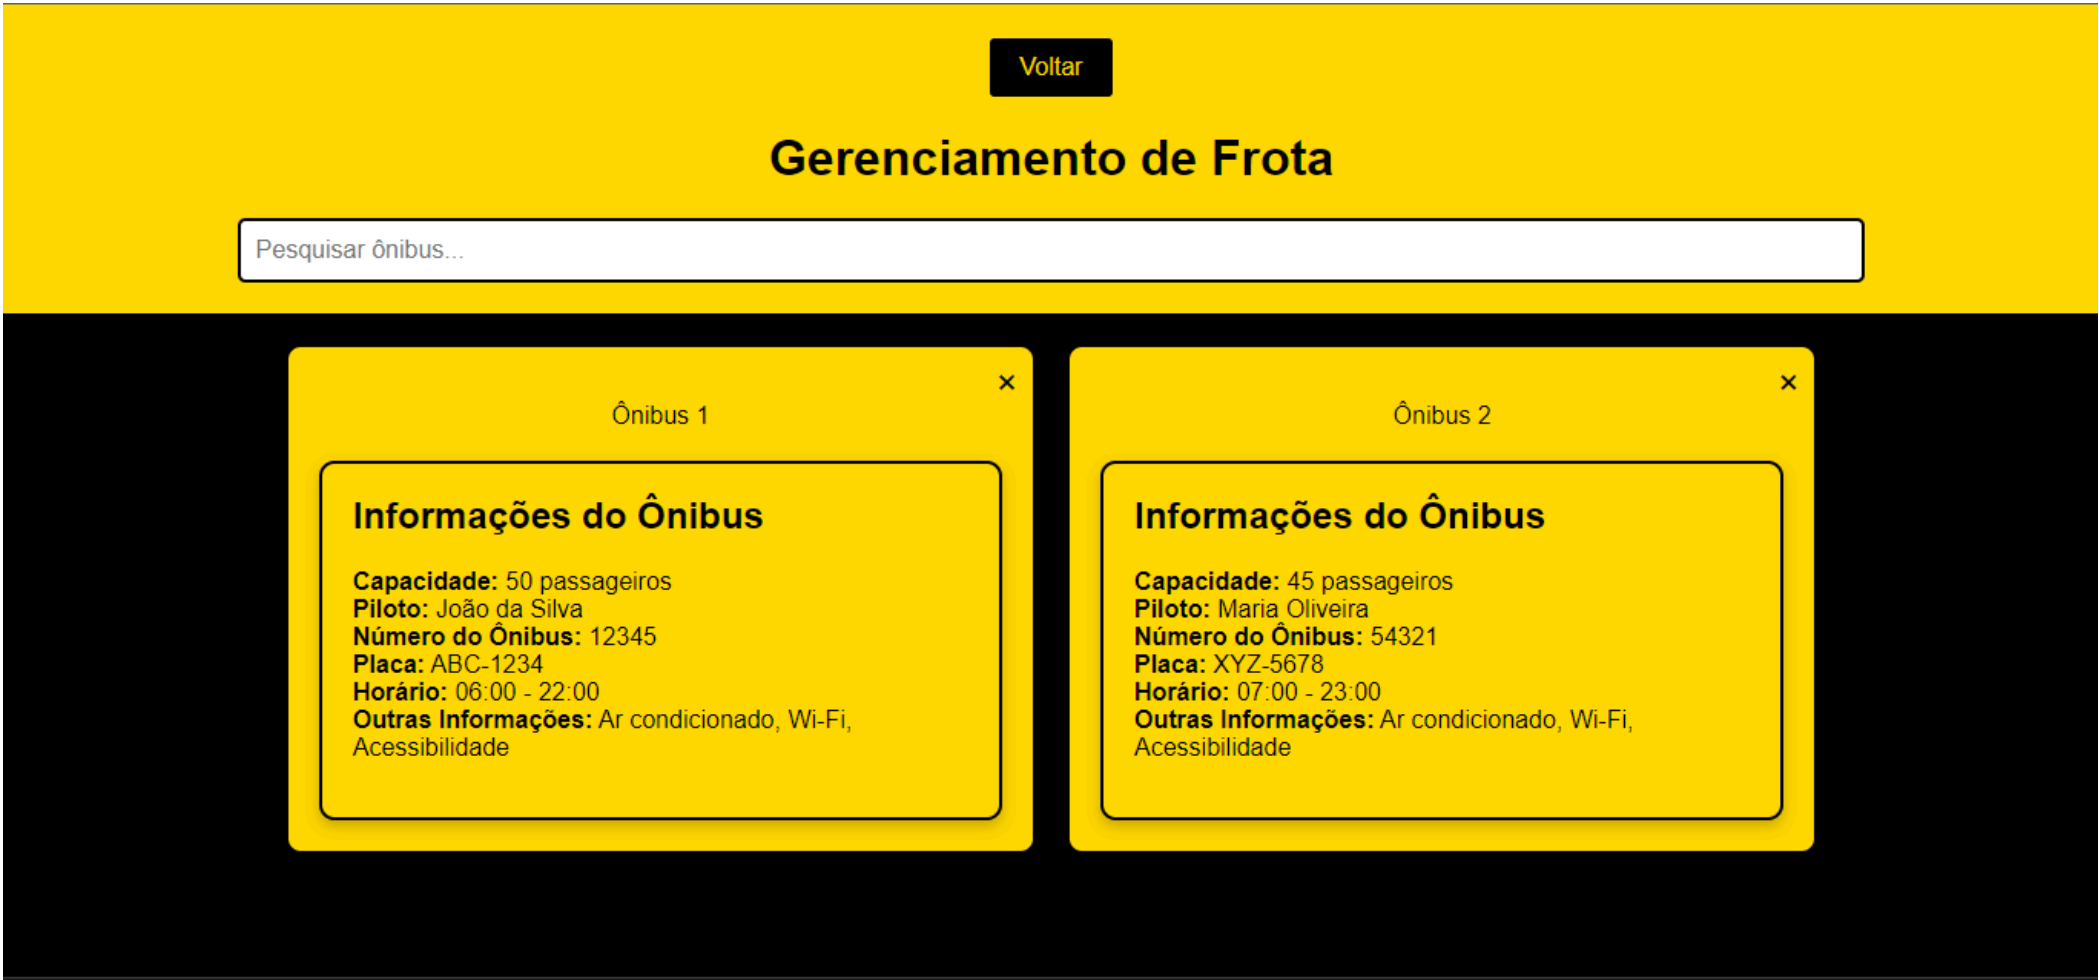 Voltar
Gerenciamento de Frota
Pesquisar ônibus...
×
Ônibus 1
Informações do Ônibus
Capacidade: 50 passageiros
Piloto: João da Silva
Número do Ônibus: 12345
Placa: ABC-1234
Horário: 06:00 - 22:00
Outras Informações: Ar condicionado, Wi-Fi,
Acessibilidade
×
Ônibus 2
Informações do Ônibus
Capacidade: 45 passageiros
Piloto: Maria Oliveira
Número do Ônibus: 54321
Placa: XYZ-5678
Horário: 07:00 - 23:00
Outras Informações: Ar condicionado, Wi-Fi,
Acessibilidade